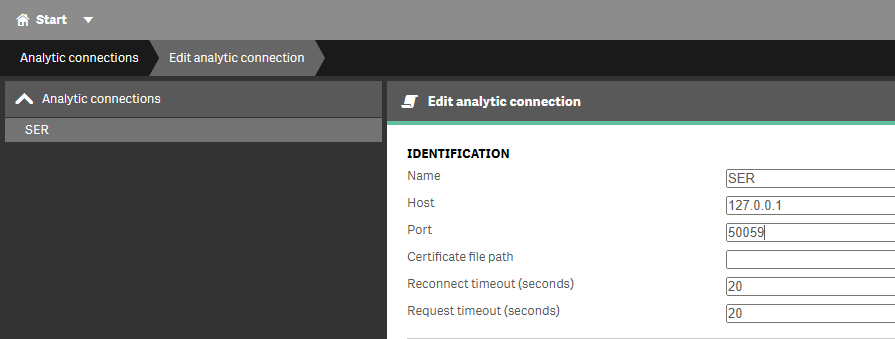 Start
Analytic connections Edit analytic connection
Analytic connections
SER
Edit analytic connection
IDENTIFICATION
Name SER
Host 127.0.0.1
Port 50059
Certificate file path
Reconnect timeout (seconds) 20
Request timeout (seconds) 20